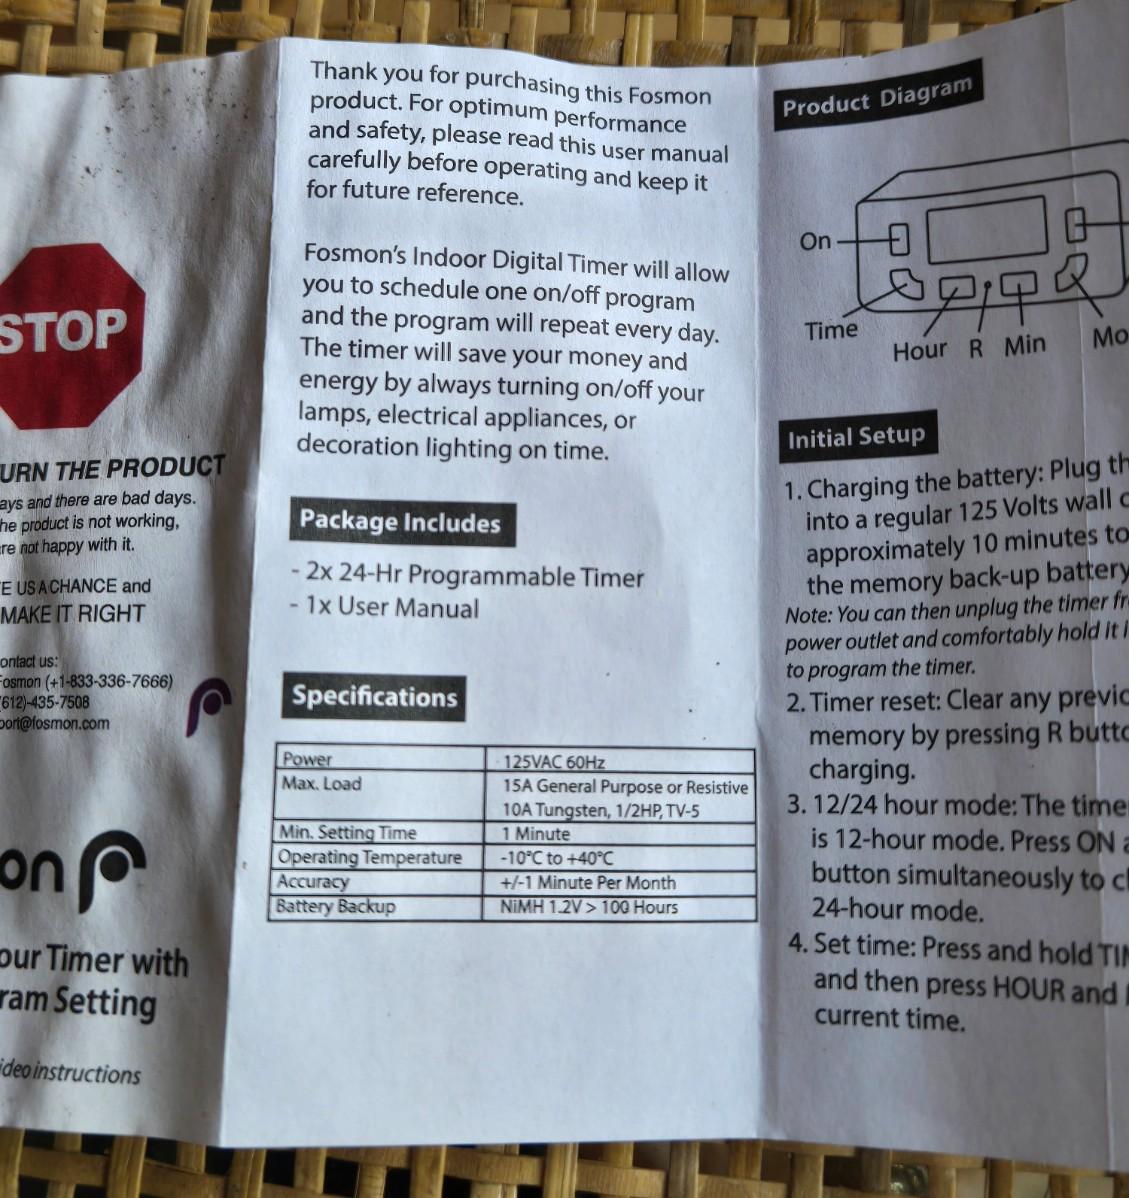 STOP
URN THE PRODUCT
ays and there are bad days.
he product is not working,
re not happy with it.
E US A CHANCE and
MAKE IT RIGHT
ontact us:
Fosmon (+1-833-336-7666)
(612)-435-7508
port@fosmon.com
on
our Timer with
ram Setting
ideo instructions
Thank you for purchasing this Fosmon
product. For optimum performance
and safety, please read this user manual
carefully before operating and keep it
for future reference.
Fosmon's Indoor Digital Timer will allow
you to schedule one on/off program
and the program will repeat every day.
The timer will save your money and
energy by always turning on/off your
lamps, electrical appliances, or
decoration lighting on time.
Package Includes
- 2x 24-Hr Programmable Timer
- 1x User Manual
Specifications
Power 125VAC 60Hz
Max. Load 15A General Purpose or Resistive
10A Tungsten, 1/2HP, TV-5
Min. Setting Time 1 Minute
Operating Temperature -10°C to +40°C
Accuracy +/-1 Minute Per Month
Battery Backup NiMH 1.2V > 100 Hours
Product Diagram
On
Time
Hour R Min Mo
Initial Setup
1. Charging the battery: Plug th
into a regular 125 Volts wall
approximately 10 minutes to
the memory back-up battery
Note: You can then unplug the timer fr
power outlet and comfortably hold it i
to program the timer.
2. Timer reset: Clear any previo
memory by pressing R butto
charging.
3. 12/24 hour mode: The time
is 12-hour mode. Press ON a
button simultaneously to cl
24-hour mode.
4. Set time: Press and hold TIM
and then press HOUR and
current time.